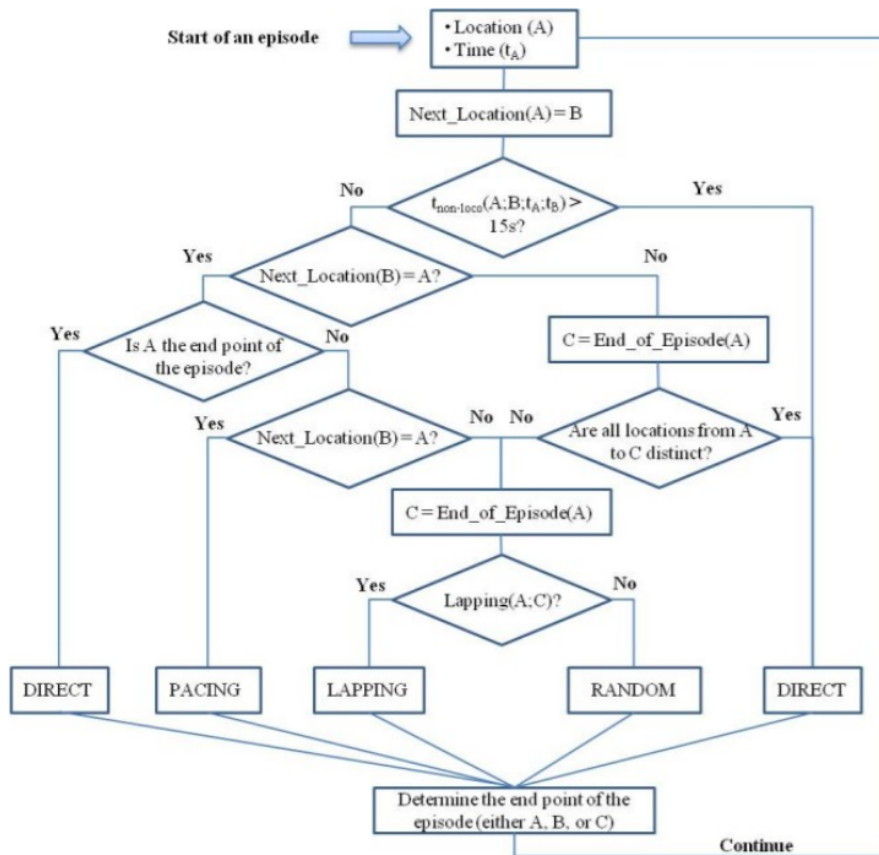 Start of an episode
• Location (A)
• Time (tA)
Next_Location(A) = B
No
Yes
tnon-loco(A;B;tA;tB) >
15s?
Yes
Next_Location(B) = A?
No
Yes
Is A the end point of
the episode?
No
C = End_of_Episode(A)
Yes
Next_Location(B) = A?
No
No
Are all locations from A
to C distinct?
Yes
C = End_of_Episode(A)
Yes
Lapping(A;C)?
No
DIRECT
PACING
LAPPING
RANDOM
DIRECT
Determine the end point of the
episode (either A, B, or C)
Continue